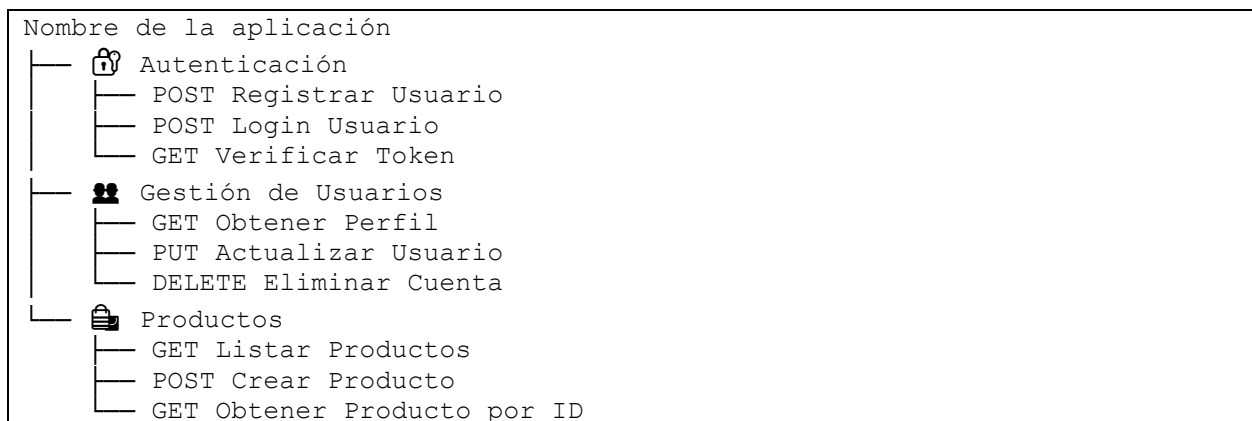 Nombre de la aplicación
├── 🔐 Autenticación
│   ├── POST Registrar Usuario
│   ├── POST Login Usuario
│   └── GET Verificar Token
├── 👥 Gestión de Usuarios
│   ├── GET Obtener Perfil
│   ├── PUT Actualizar Usuario
│   └── DELETE Eliminar Cuenta
└── 🛍️ Productos
    ├── GET Listar Productos
    ├── POST Crear Producto
    └── GET Obtener Producto por ID